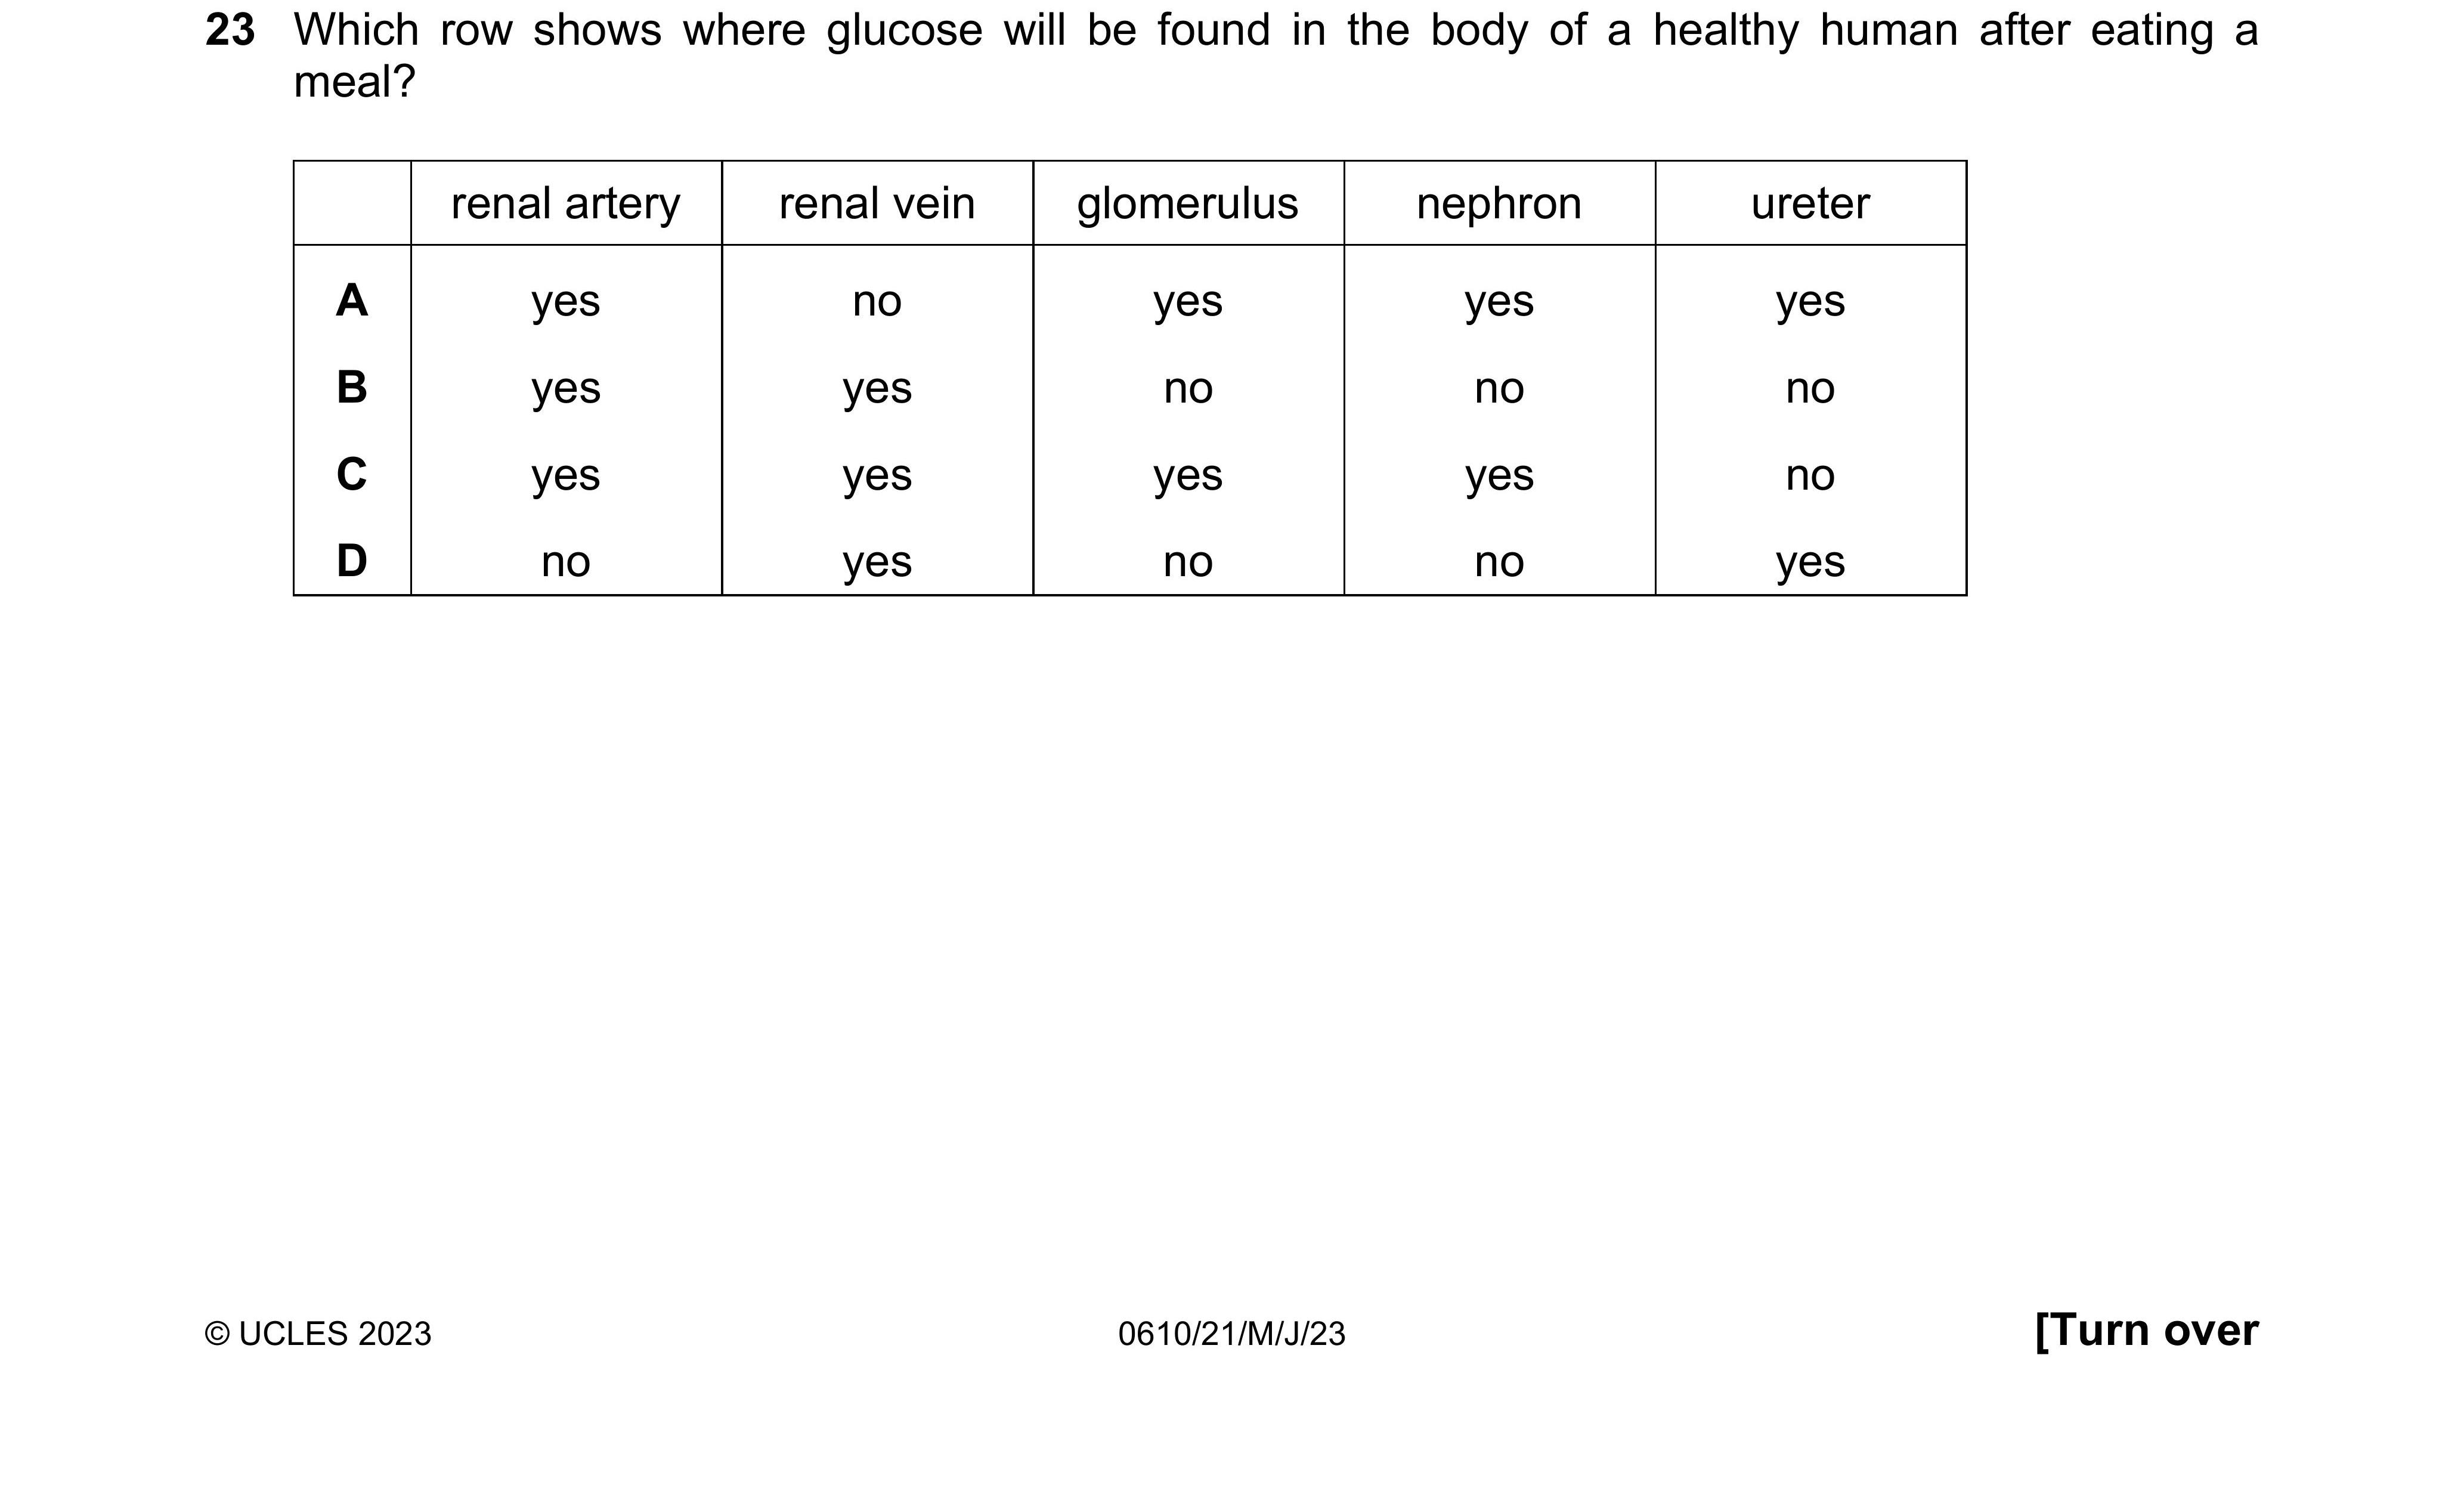 23 Which row shows where glucose will be found in the body of a healthy human after eating a
meal?
renal artery renal vein glomerulus nephron ureter
A yes no yes yes yes
B yes yes no no no
C yes yes yes yes no
D no yes no no yes
© UCLES 2023 0610/21/M/J/23 [Turn over